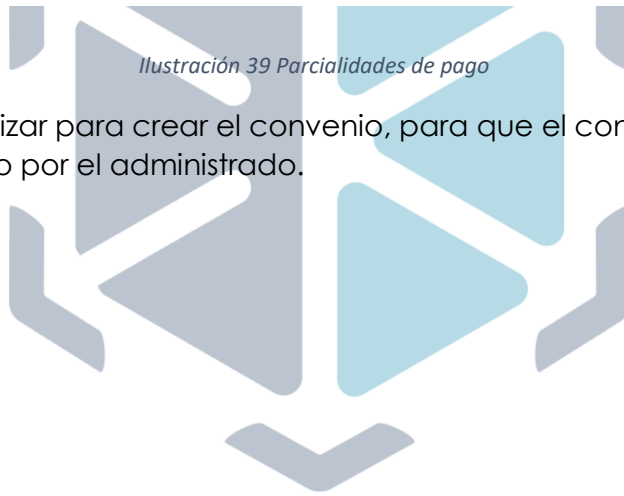 Ilustración 39 Parcialidades de pago
izar para crear el convenio, para que el con
o por el administrado.